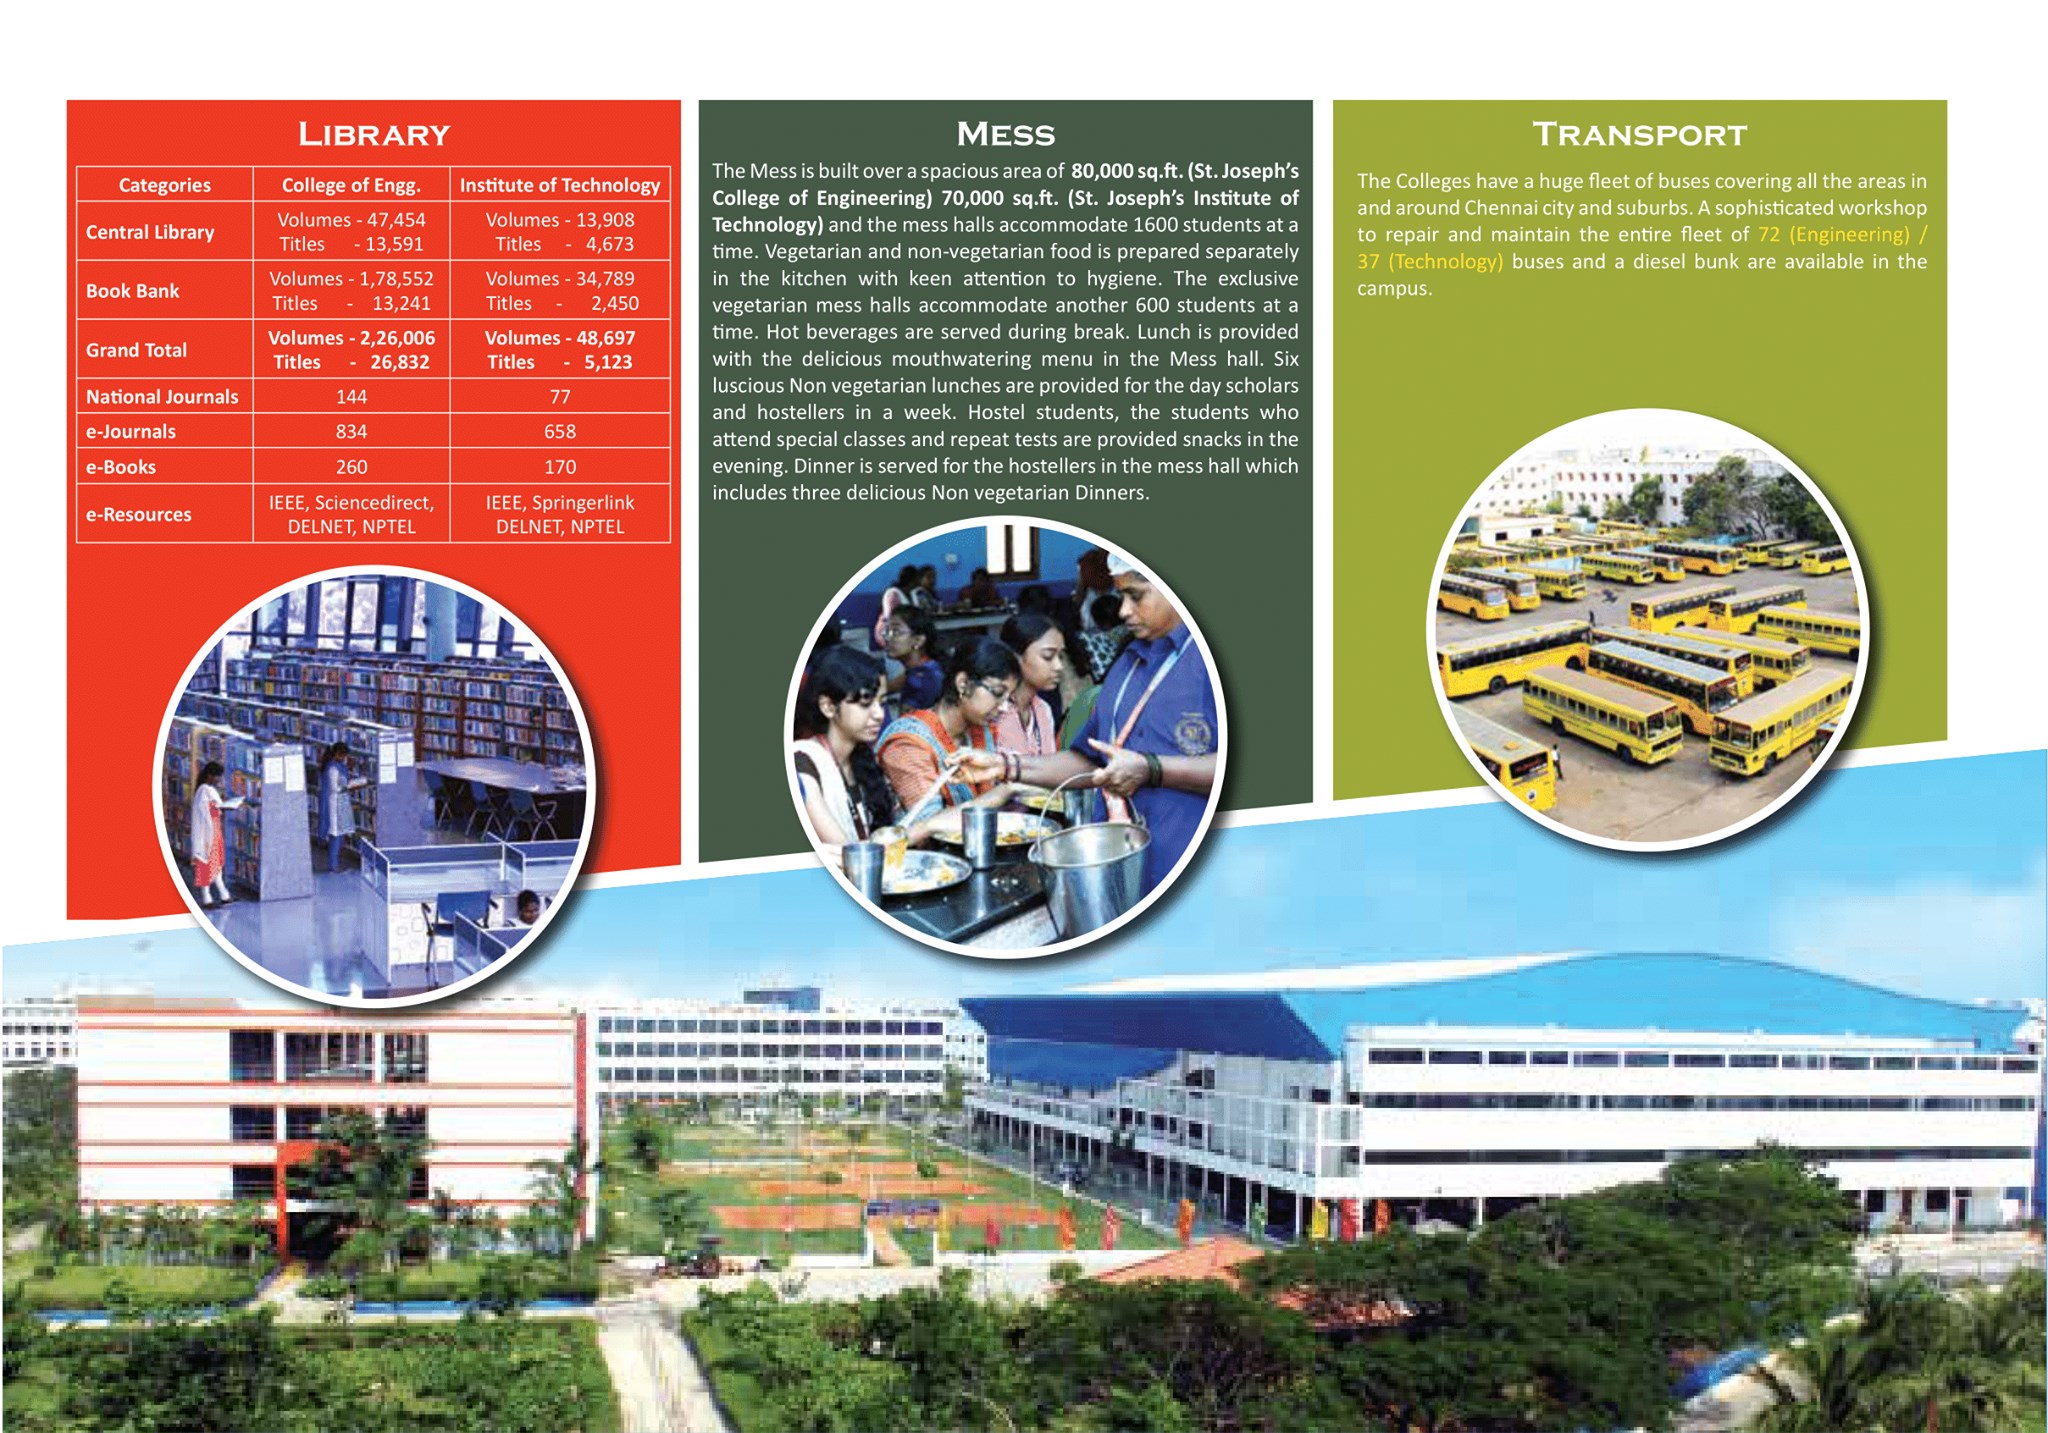 LIBRARY
Categories College of Engg. Institute of Technology
Central Library Volumes - 47,454 Titles - 13,591 Volumes - 13,908 Titles - 4,673
Book Bank Volumes - 1,78,552 Titles - 13,241 Volumes - 34,789 Titles - 2,450
Grand Total Volumes - 2,26,006 Titles - 26,832 Volumes - 48,697 Titles - 5,123
National Journals 144 77
e-Journals 834 658
e-Books 260 170
e-Resources IEEE, Sciencedirect, DELNET, NPTEL IEEE, Springerlink DELNET, NPTEL
MESS
The Mess is built over a spacious area of 80,000 sq.ft. (St. Joseph's
College of Engineering) 70,000 sq.ft. (St. Joseph's Institute of
Technology) and the mess halls accommodate 1600 students at a
time. Vegetarian and non-vegetarian food is prepared separately
in the kitchen with keen attention to hygiene. The exclusive
vegetarian mess halls accommodate another 600 students at a
time. Hot beverages are served during break. Lunch is provided
with the delicious mouthwatering menu in the Mess hall. Six
luscious Non vegetarian lunches are provided for the day scholars
and hostellers in a week. Hostel students, the students who
attend special classes and repeat tests are provided snacks in the
evening. Dinner is served for the hostellers in the mess hall which
includes three delicious Non vegetarian Dinners.
TRANSPORT
The Colleges have a huge fleet of buses covering all the areas in
and around Chennai city and suburbs. A sophisticated workshop
to repair and maintain the entire fleet of 72 (Engineering) /
37 (Technology) buses and a diesel bunk are available in the
campus.